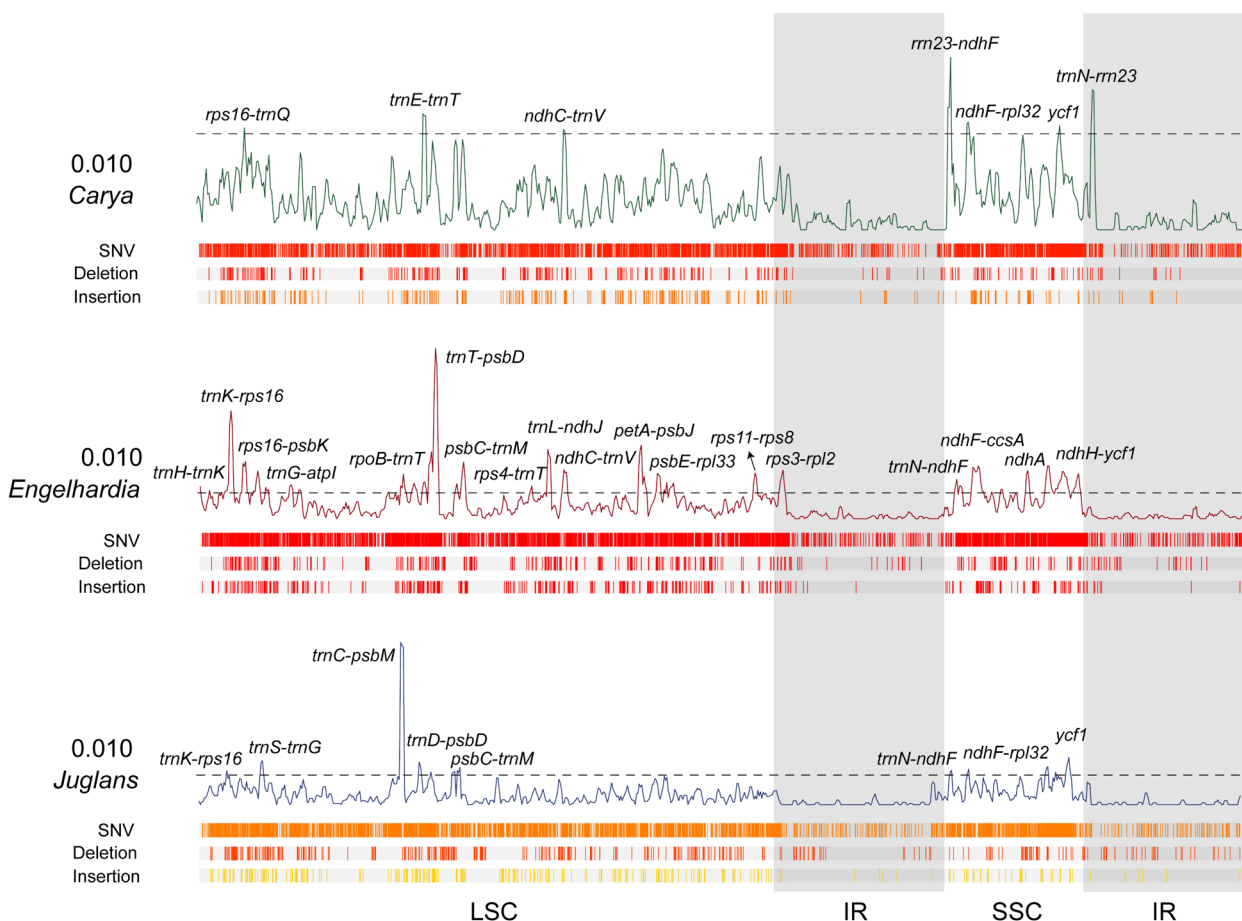 rrn23-ndhF
trnN-rrn23
trnE-trnT
rps16-trnQ
ndhC-trnV
ndhF-rpl32
ycf1
0.010
Carya
SNV
Deletion
Insertion
trnT-psbD
trnK-rps16
rps16-psbK
trnL-ndhJ
petA-psbJ
rps11-rps8
ndhF-ccsA
trnH-trnK
trnG-atpI
rpoB-trnT
psbC-trnM
rps4-trnT
ndhC-trnV
psbE-rpl33
rps3-rpl2
trnN-ndhF
ndhA
ndhH-ycf1
0.010
Engelhardia
SNV
Deletion
Insertion
trnC-psbM
trnK-rps16
trnS-trnG
trnD-psbD
psbC-trnM
trnN-ndhF
ndhF-rpl32
ycf1
0.010
Juglans
SNV
Deletion
Insertion
LSC
IR
SSC
IR